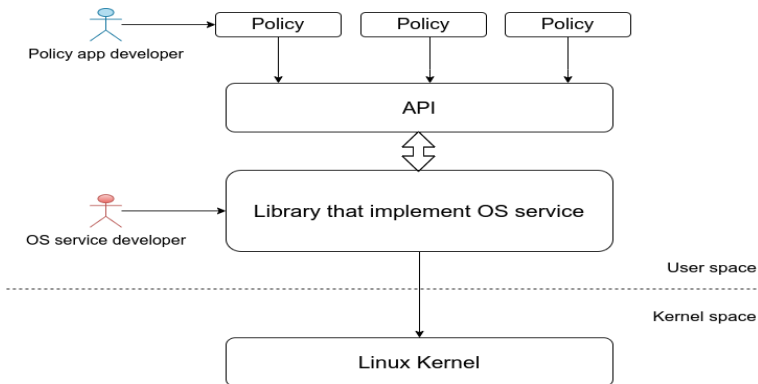 Policy
Policy
Policy
Policy app developer
API
Library that implement OS service
OS service developer
User space
Kernel space
Linux Kernel